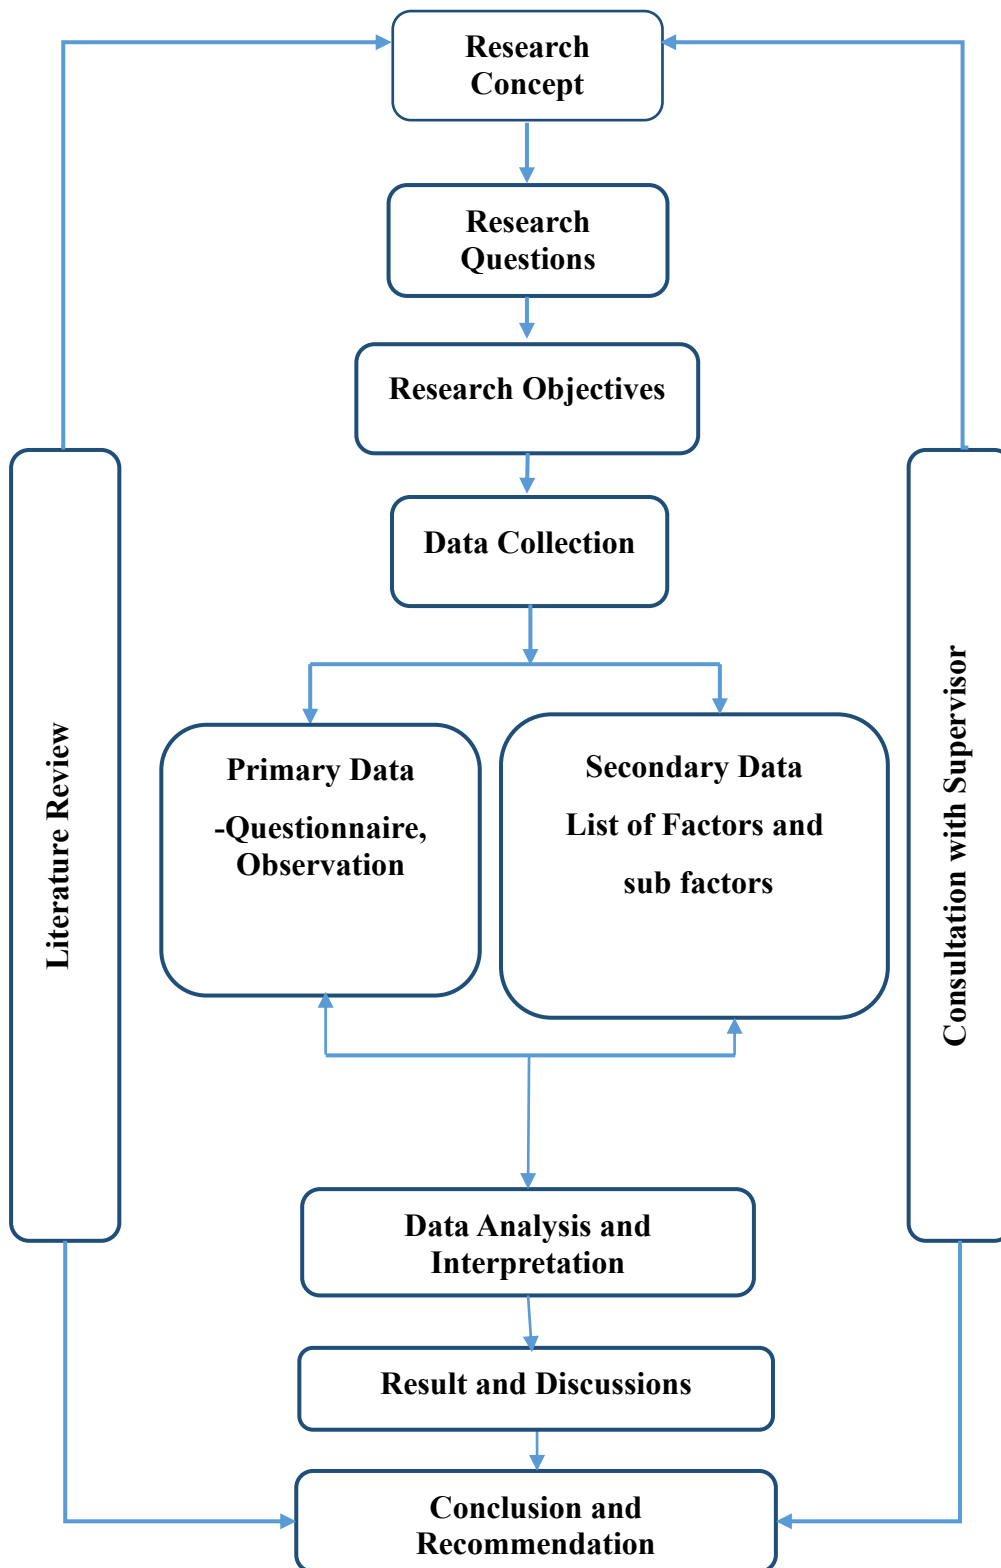 Research
Concept
Research
Questions
Research Objectives
Data Collection
Primary Data
-Questionnaire,
Observation
Secondary Data
List of Factors and
sub factors
Literature Review
Consultation with Supervisor
Data Analysis and
Interpretation
Result and Discussions
Conclusion and
Recommendation